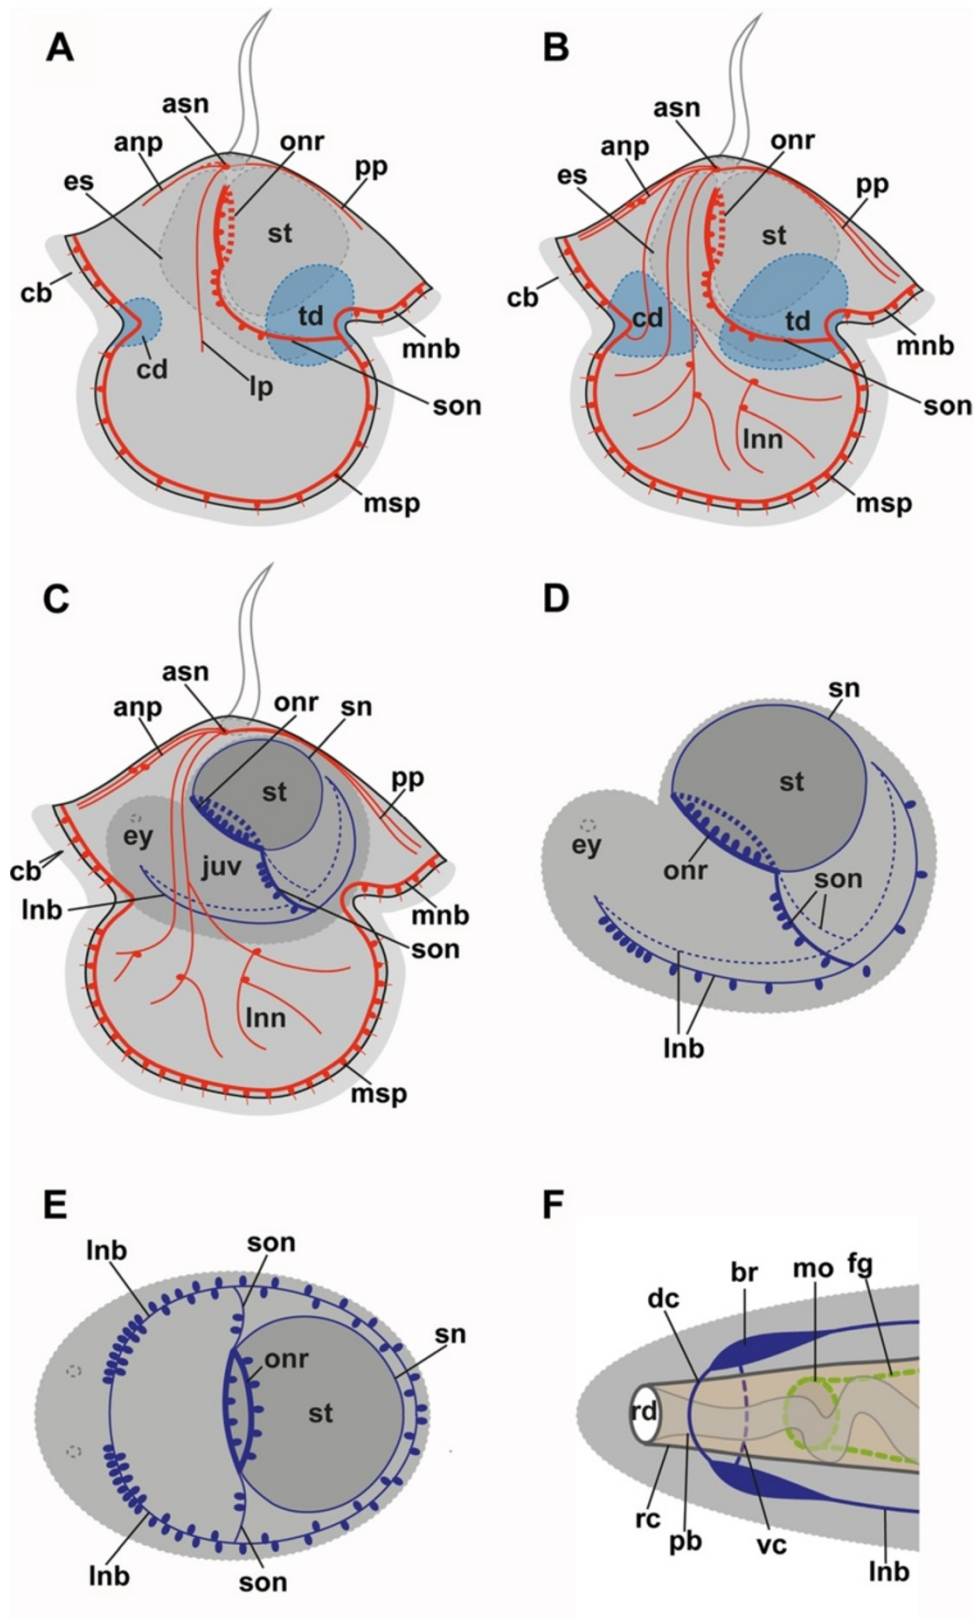 A
B
asn
asn
anp
onr
anp
onr
es
pp
es
pp
st
st
cb
cb
td
cd
td
cd
mnb
mnb
lp
son
son
lnn
msp
msp
C
D
asn
onr
sn
sn
anp
pp
st
st
ey
ey
juv
onr
son
cb
lnb
mnb
son
lnn
lnb
msp
E
F
lnb
son
br
mo
fg
dc
sn
onr
st
rd
rc
pb
vc
lnb
lnb
son